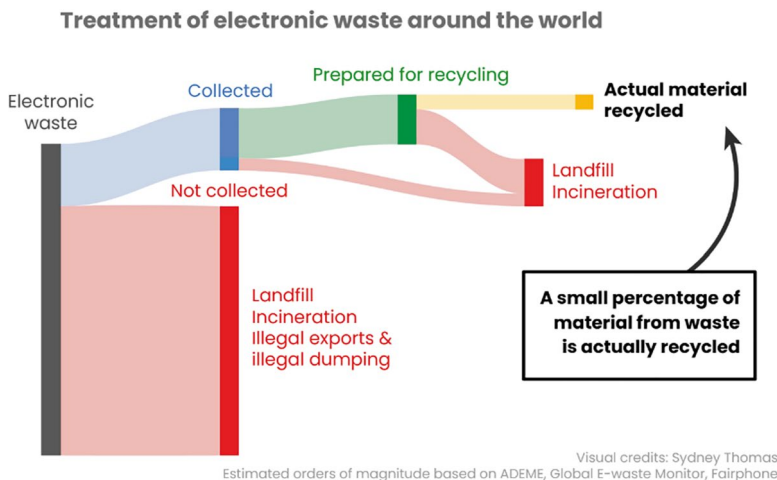 Treatment of electronic waste around the world
Electronic
waste
Collected
Not collected
Prepared for recycling
Actual material
recycled
Landfill
Incineration
Landfill
Incineration
Illegal exports &
illegal dumping
A small percentage of
material from waste
is actually recycled
Visual credits: Sydney Thomas
Estimated orders of magnitude based on ADEME, Global E-waste Monitor, Fairphone